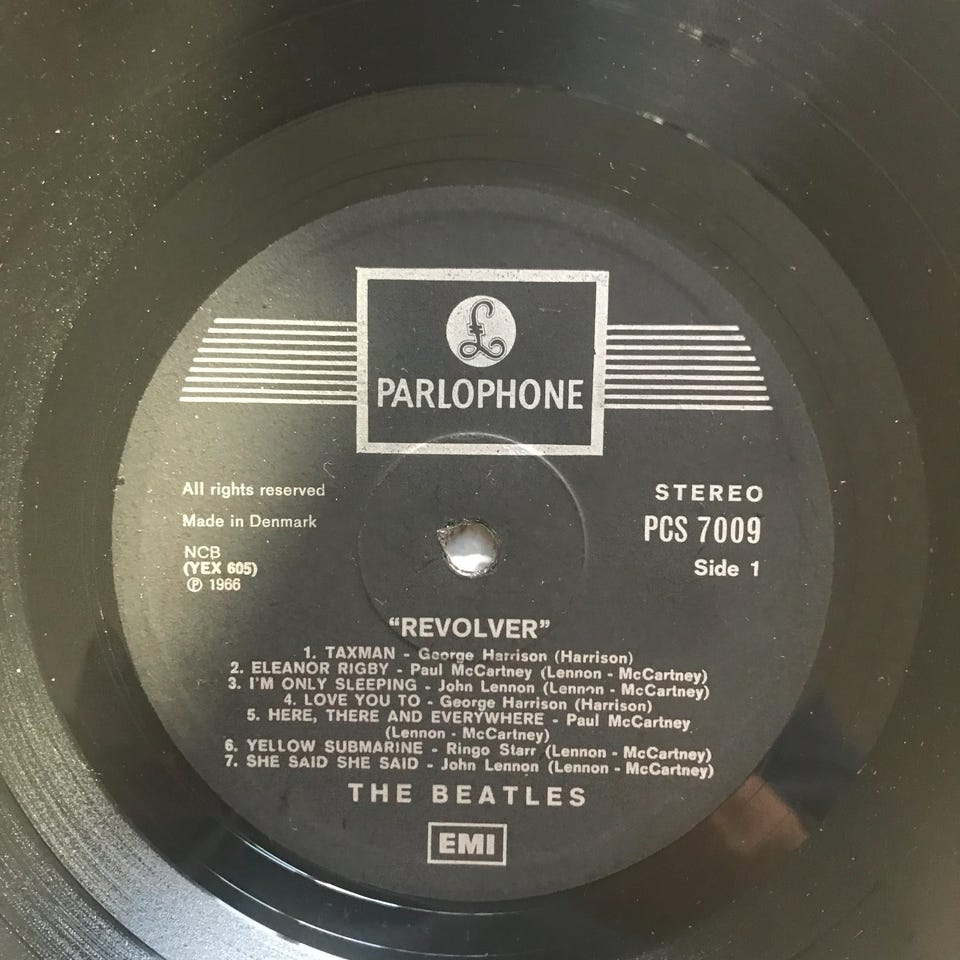 £
PARLOPHONE
All rights reserved
Made in Denmark
NCB
(YEX 605)
Ⓟ 1966
STEREO
PCS 7009
Side 1
“REVOLVER”
1. TAXMAN - George Harrison (Harrison)
2. ELEANOR RIGBY - Paul McCartney (Lennon - McCartney)
3. I'M ONLY SLEEPING - John Lennon (Lennon - McCartney)
4. LOVE YOU TO - George Harrison (Harrison)
5. HERE, THERE AND EVERYWHERE - Paul McCartney
(Lennon - McCartney)
6. YELLOW SUBMARINE - Ringo Starr (Lennon - McCartney)
7. SHE SAID SHE SAID - John Lennon (Lennon - McCartney)
THE BEATLES
EMI